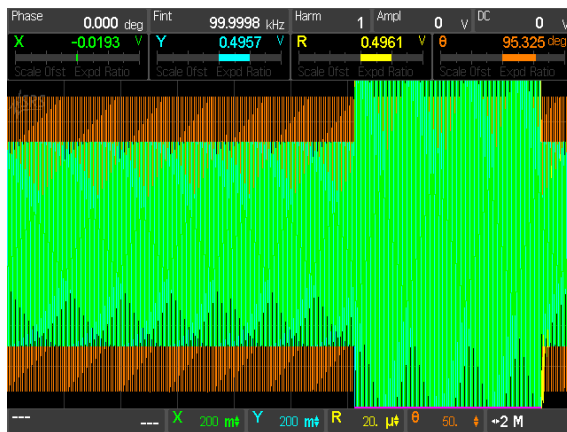 Phase 0.000 deg Fint 99.9998 kHz Harm 1 Ampl 0 V DC 0 V
X -0.0193 V Y 0.4957 V R 0.4961 V θ 95.325 deg
Scale Ofst Expd Ratio Scale Ofst Expd Ratio Scale Ofst Expd Ratio Scale Ofst Expd Ratio
SRS
--- --- X 200 m Y 200 m R 20. µ θ 50. 2 M